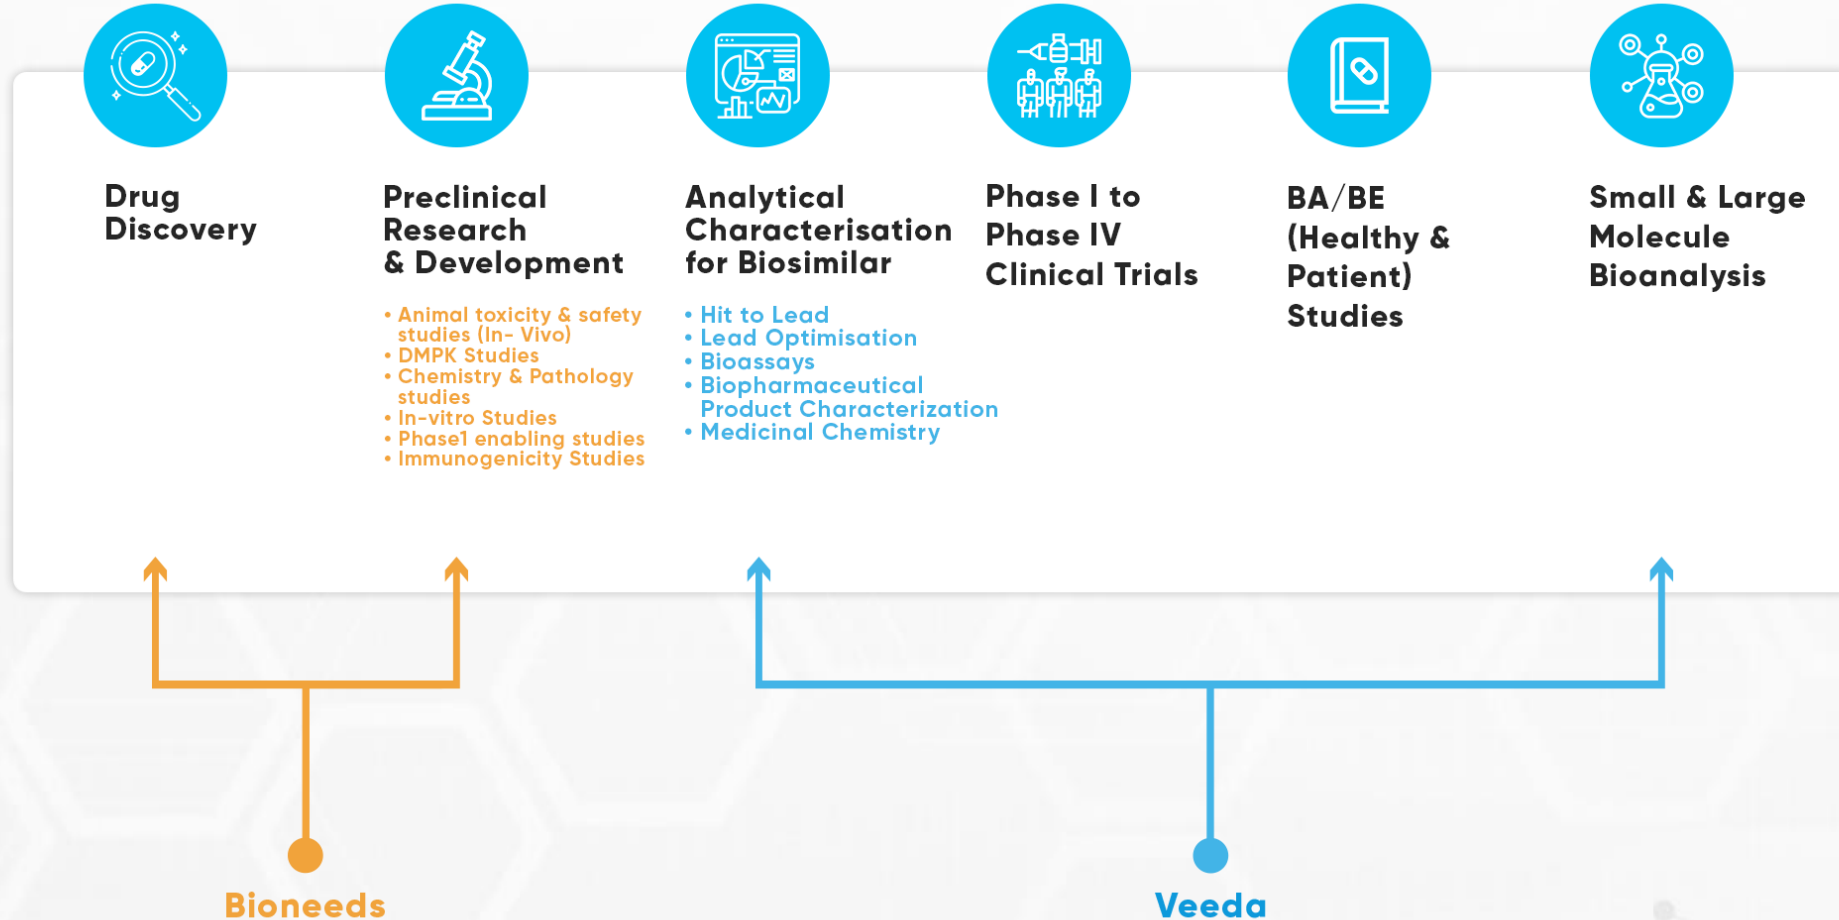 Drug
Discovery
Preclinical
Research
& Development
• Animal toxicity & safety
studies (In- Vivo)
• DMPK Studies
• Chemistry & Pathology
studies
• In-vitro Studies
• Phase1 enabling studies
• Immunogenicity Studies
Analytical
Characterisation
for Biosimilar
• Hit to Lead
• Lead Optimisation
• Bioassays
• Biopharmaceutical
Product Characterization
• Medicinal Chemistry
Phase I to
Phase IV
Clinical Trials
BA/BE
(Healthy &
Patient)
Studies
Small & Large
Molecule
Bioanalysis
Bioneeds
Veeda